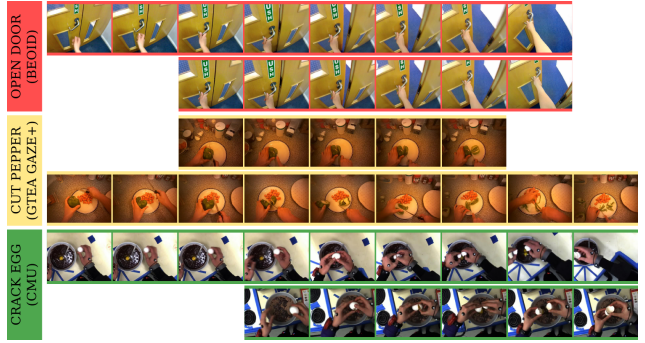 OPEN DOOR
(BEOID)
CUT PEPPER
(GTEA GAZE+)
CRACK EGG
(CMU)